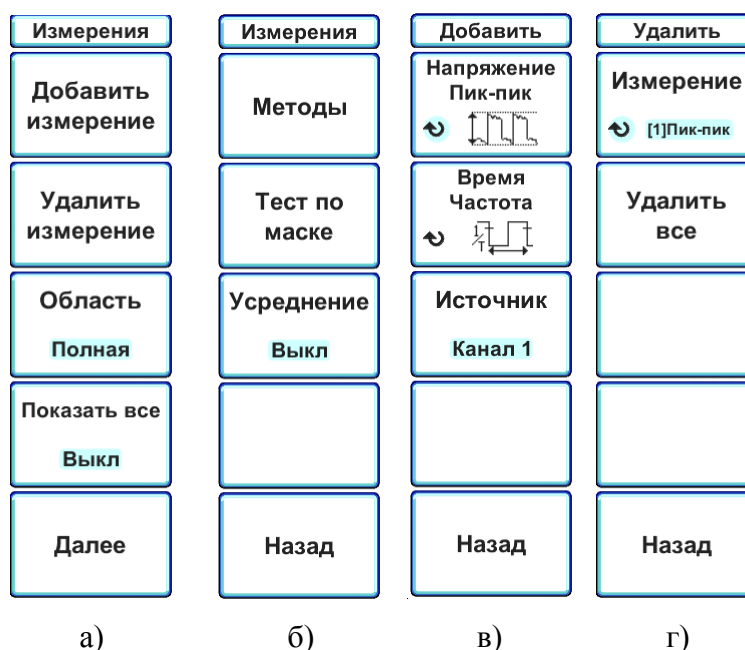 Измерения
Добавить
измерение
Удалить
измерение
Область
Полная
Показать все
Выкл
Далее
а)
Измерения
Методы
Тест по
маске
Усреднение
Выкл
Назад
б)
Добавить
Напряжение
Пик-пик
Время
Частота
1/T
Источник
Канал 1
Назад
в)
Удалить
Измерение
[1]Пик-пик
Удалить
все
Назад
г)